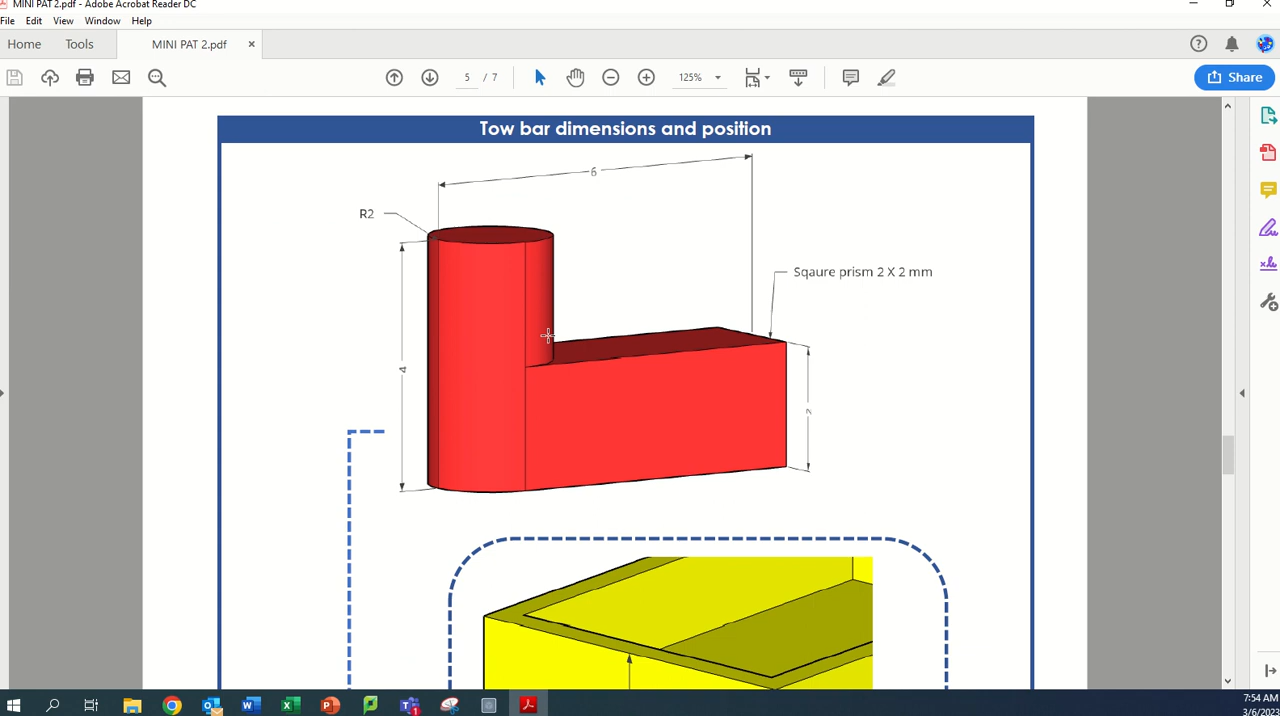 MINI PAT 2.pdf - Adobe Acrobat Reader DC
File Edit View Window Help
Home Tools MINI PAT 2.pdf ×
5 / 7 125% Share
Tow bar dimensions and position
6
R2
Sqaure prism 2 X 2 mm
4
2
7:54 AM
3/6/2023